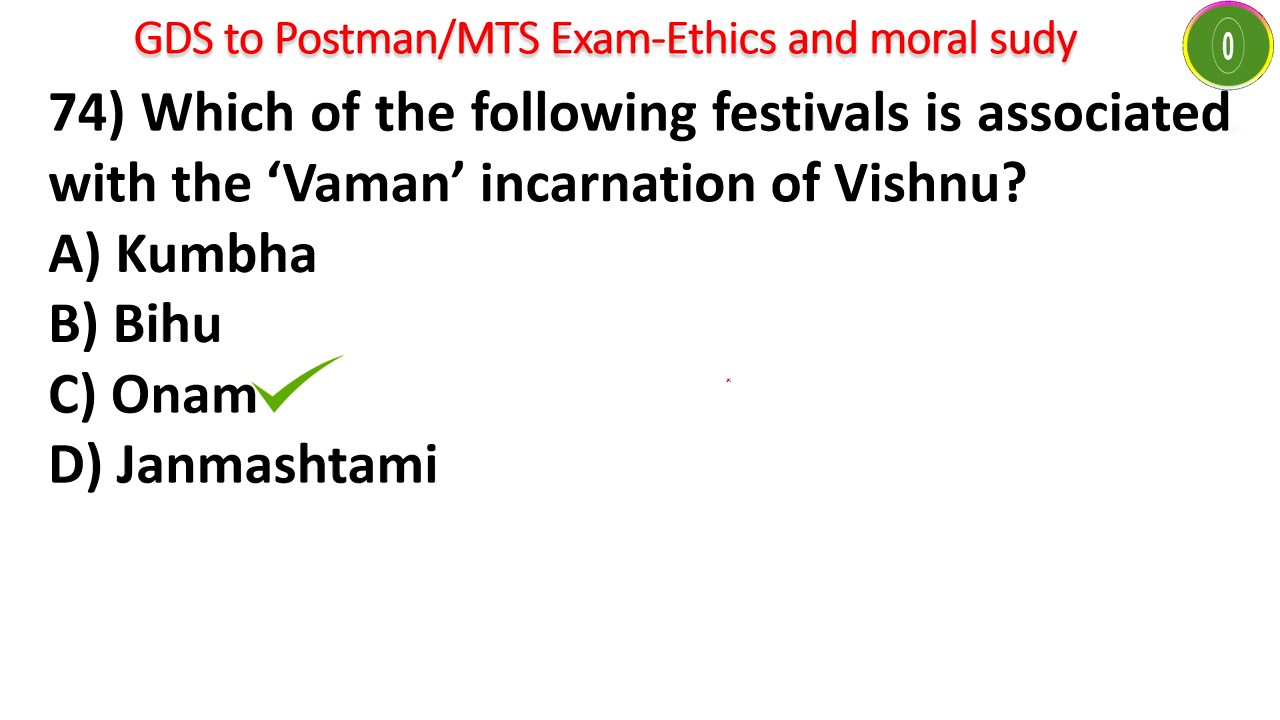 GDS to Postman/MTS Exam-Ethics and moral sudy
0
74) Which of the following festivals is associated
with the ‘Vaman’ incarnation of Vishnu?
A) Kumbha
B) Bihu
C) Onam
D) Janmashtami